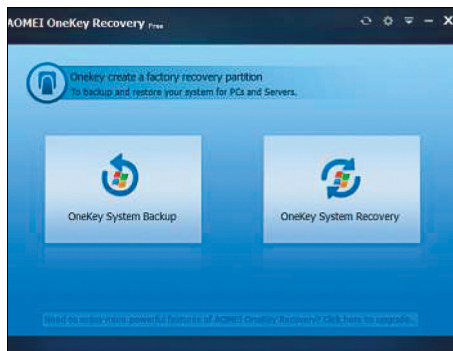 AOMEI OneKey Recovery Free
Onekey create a factory recovery partition
To backup and restore your system for PCs and Servers.
OneKey System Backup
OneKey System Recovery
Need to enjoy more powerful features of AOMEI OneKey Recovery? Click here to upgrade..